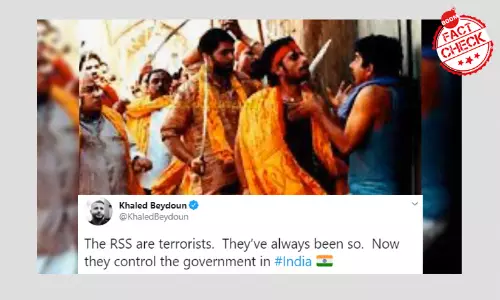 BOOM
FACT
CHECK
Khaled Beydoun
@KhaledBeydoun
The RSS are terrorists. They've always been so. Now
they control the government in #India 🇮🇳